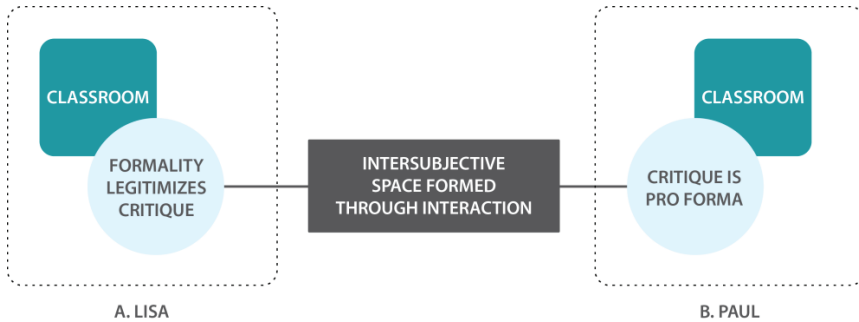 CLASSROOM
FORMALITY
LEGITIMIZES
CRITIQUE
INTERSUBJECTIVE
SPACE FORMED
THROUGH INTERACTION
CLASSROOM
CRITIQUE IS
PRO FORMA
A. LISA
B. PAUL